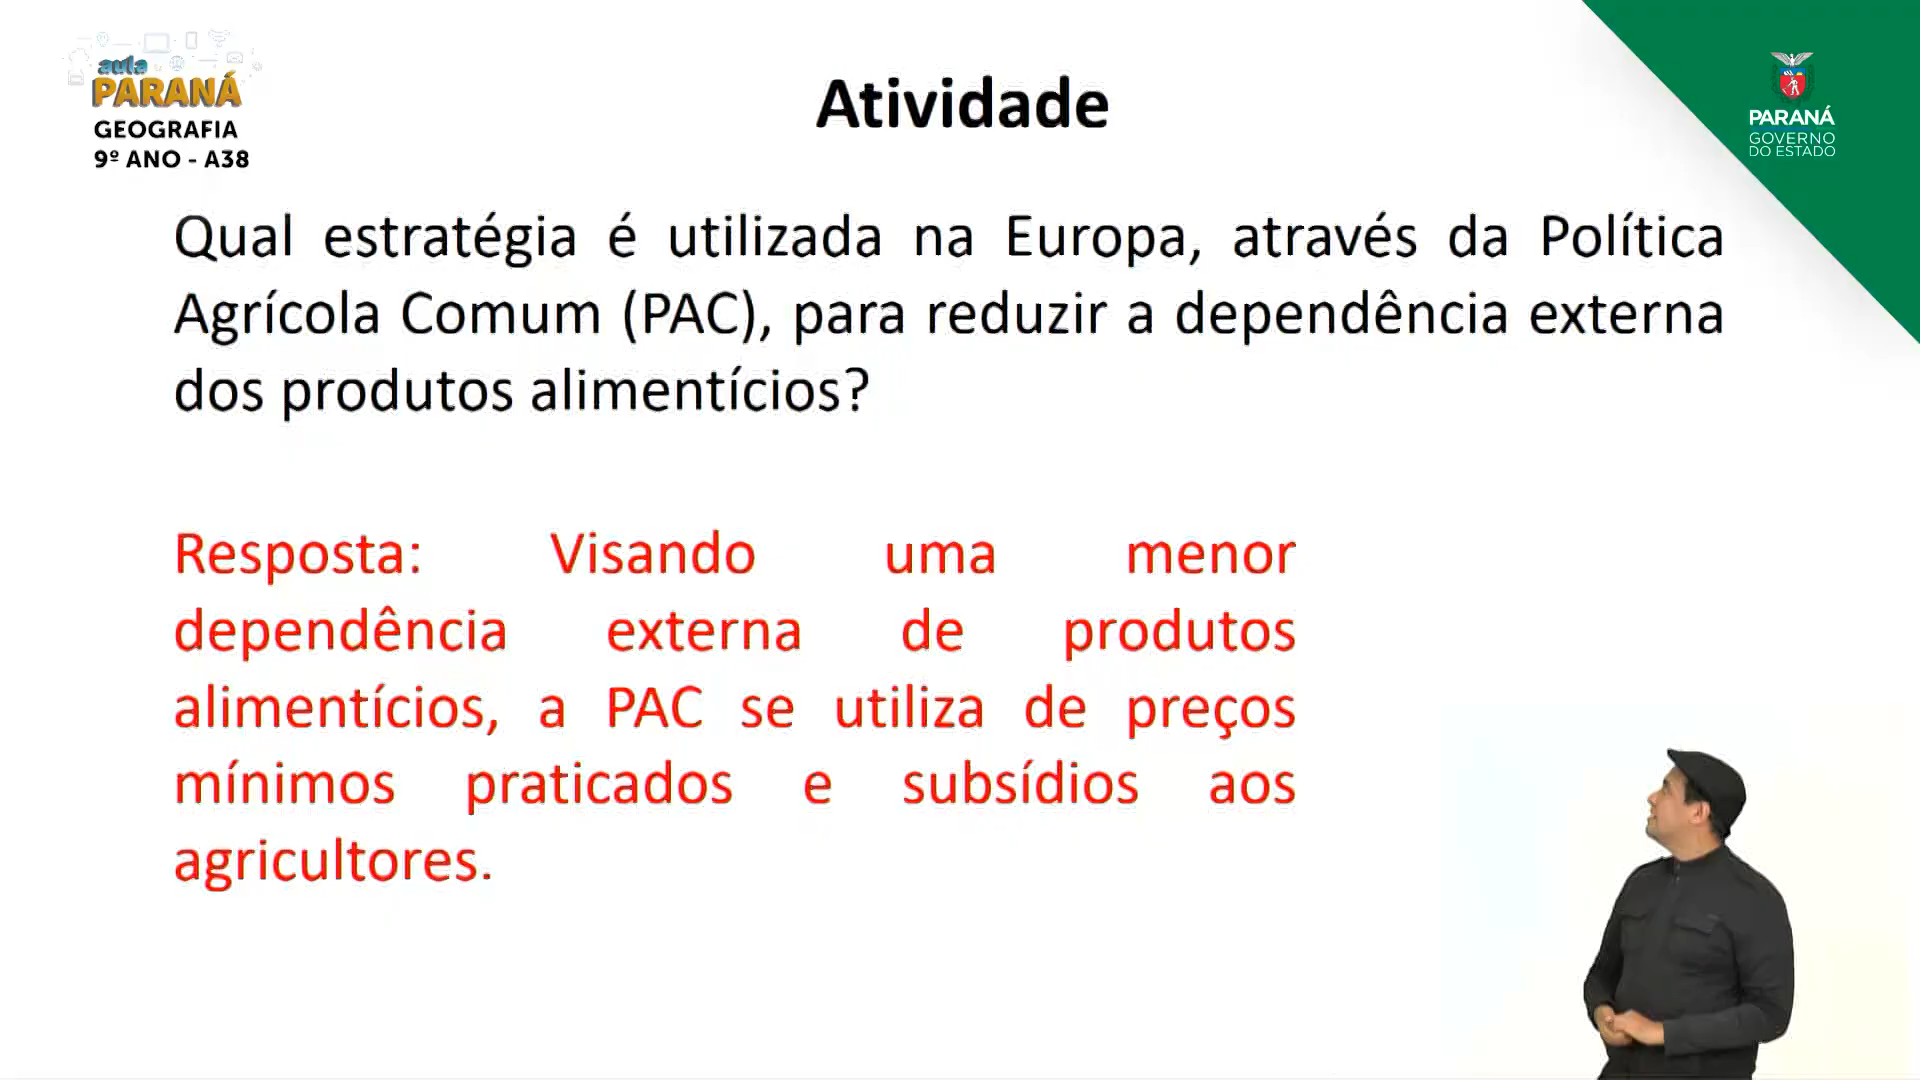 aula
PARANÁ
GEOGRAFIA
9º ANO - A38
Atividade
PARANÁ
GOVERNO
DO ESTADO
Qual estratégia é utilizada na Europa, através da Política
Agrícola Comum (PAC), para reduzir a dependência externa
dos produtos alimentícios?
Resposta: Visando uma menor
dependência externa de produtos
alimentícios, a PAC se utiliza de preços
mínimos praticados e subsídios aos
agricultores.